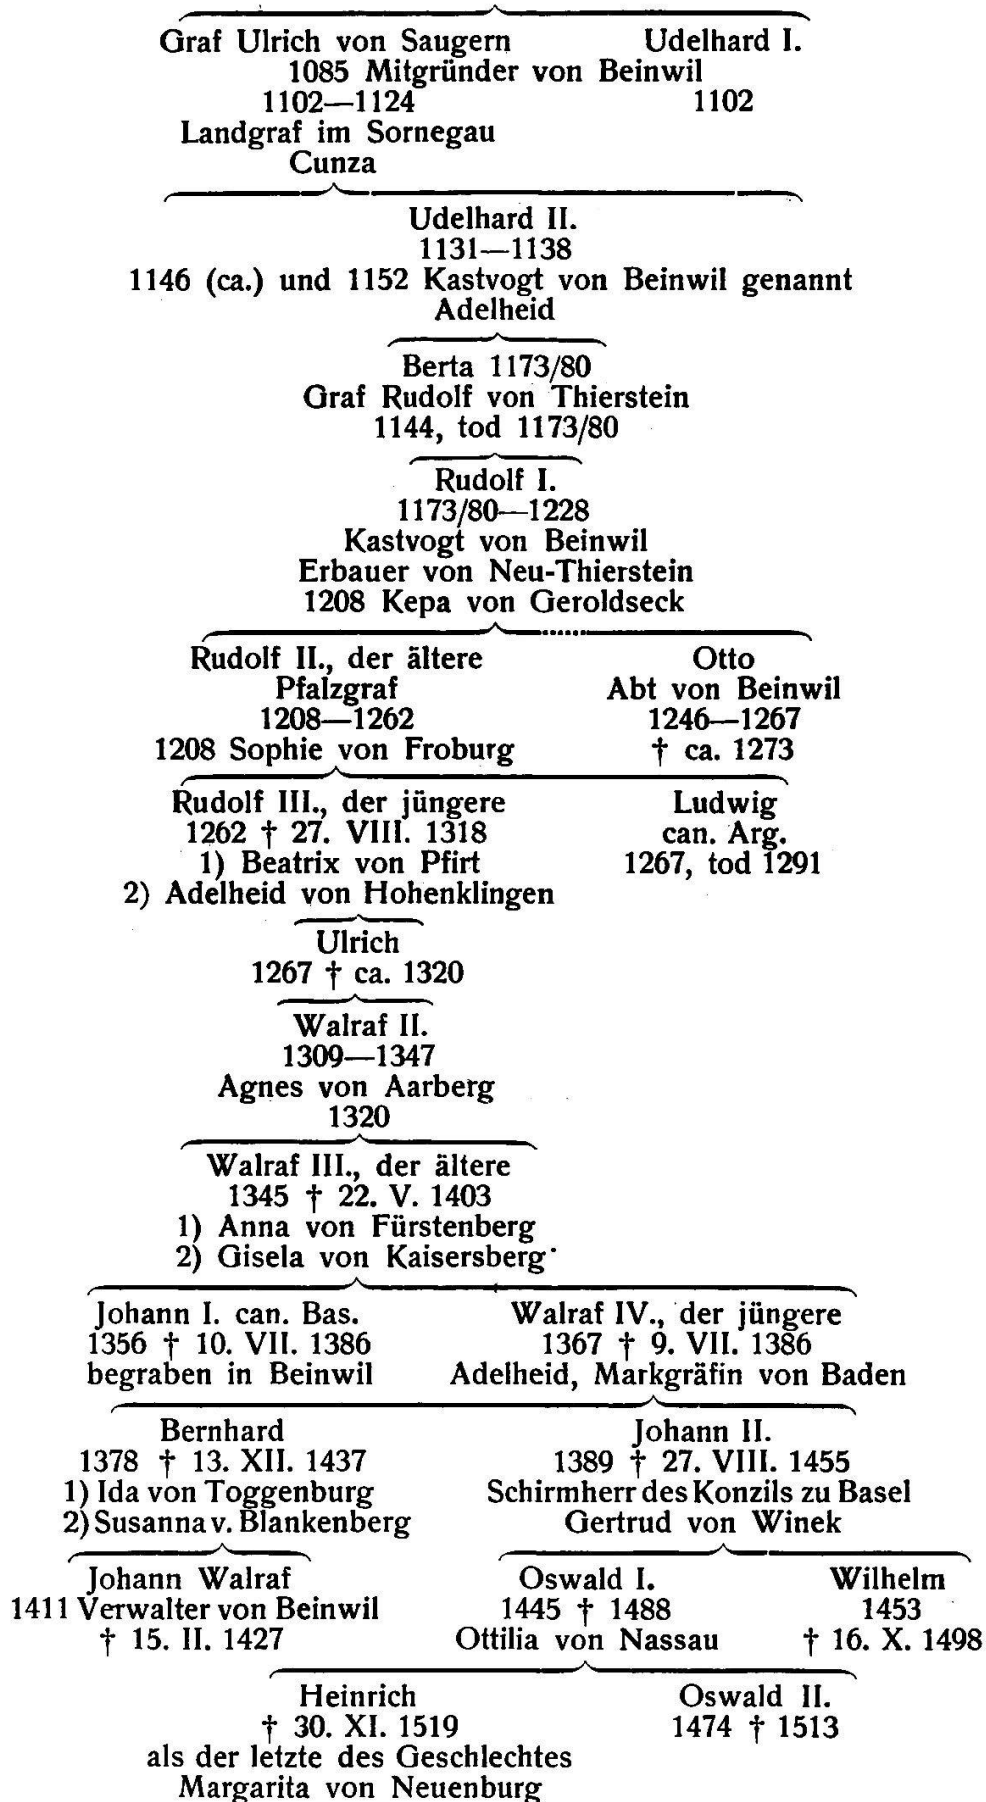 Graf Ulrich von Saugern Udelhard I.
1085 Mitgründer von Beinwil
1102—1124 1102
Landgraf im Sornegau
Cunza
Udelhard II.
1131—1138
1146 (ca.) und 1152 Kastvogt von Beinwil genannt
Adelheid
Berta 1173/80
Graf Rudolf von Thierstein
1144, tod 1173/80
Rudolf I.
1173/80—1228
Kastvogt von Beinwil
Erbauer von Neu-Thierstein
1208 Kepa von Geroldseck
Rudolf II., der ältere Otto
Pfalzgraf Abt von Beinwil
1208—1262 1246—1267
1208 Sophie von Froburg † ca. 1273
Rudolf III., der jüngere Ludwig
1262 † 27. VIII. 1318 can. Arg.
1) Beatrix von Pfirt 1267, tod 1291
2) Adelheid von Hohenklingen
Ulrich
1267 † ca. 1320
Walraf II.
1309—1347
Agnes von Aarberg
1320
Walraf III., der ältere
1345 † 22. V. 1403
1) Anna von Fürstenberg
2) Gisela von Kaisersberg
Johann I. can. Bas. Walraf IV., der jüngere
1356 † 10. VII. 1386 1367 † 9. VII. 1386
begraben in Beinwil Adelheid, Markgräfin von Baden
Bernhard Johann II.
1378 † 13. XII. 1437 1389 † 27. VIII. 1455
1) Ida von Toggenburg Schirmherr des Konzils zu Basel
2) Susanna v. Blankenberg Gertrud von Winek
Johann Walraf Oswald I. Wilhelm
1411 Verwalter von Beinwil 1445 † 1488 1453
† 15. II. 1427 Ottilia von Nassau † 16. X. 1498
Heinrich Oswald II.
† 30. XI. 1519 1474 † 1513
als der letzte des Geschlechtes
Margarita von Neuenburg